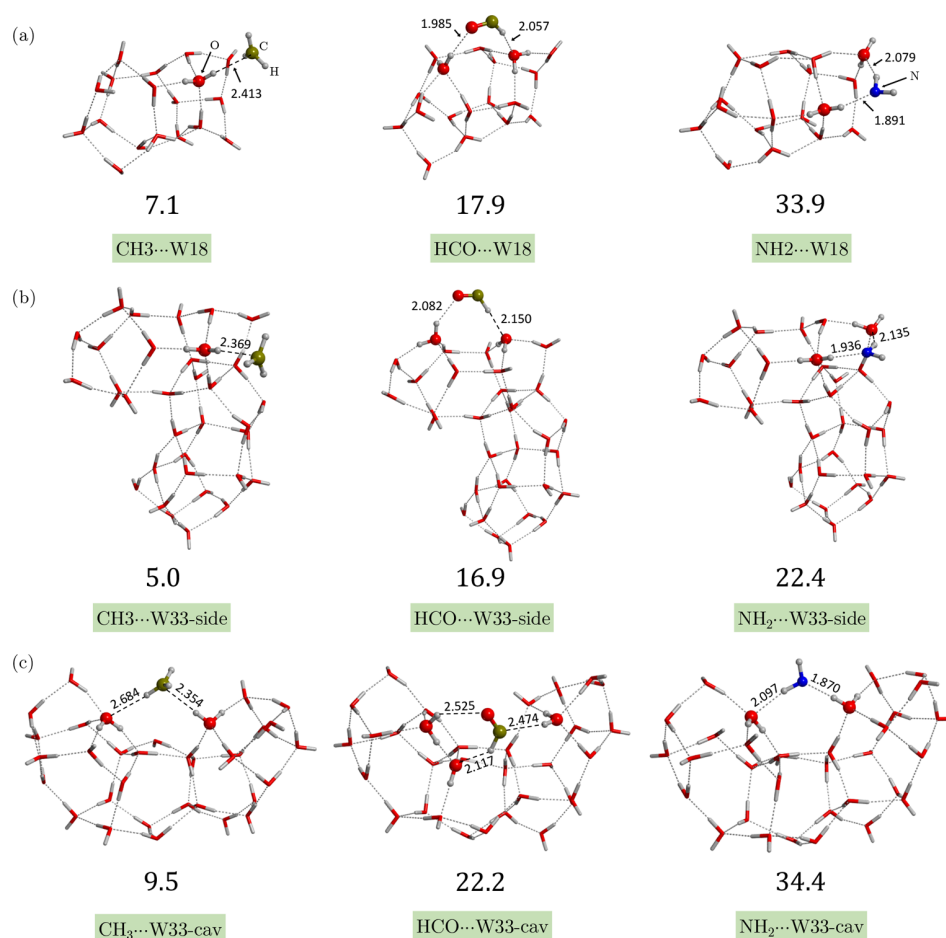 (a)
O
C
H
2.413
1.985
2.057
2.079
N
1.891
7.1
17.9
33.9
CH3···W18
HCO···W18
NH2···W18
(b)
2.369
2.082
2.150
1.936
2.135
5.0
16.9
22.4
CH3···W33-side
HCO···W33-side
NH₂···W33-side
(c)
2.684
2.354
2.525
2.474
2.117
2.097
1.870
9.5
22.2
34.4
CH₃···W33-cav
HCO···W33-cav
NH₂···W33-cav